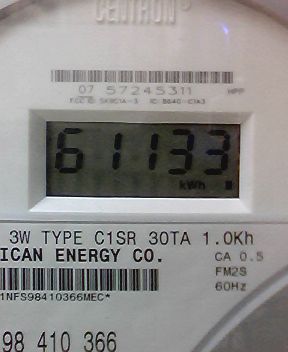 CENTRON®
07 57245311 HPP
61133
kWh
3W TYPE C1SR 30TA 1.0Kh
ICAN ENERGY CO. CA 0.5
FM2S
60Hz
1NFS98410366MEC*
98 410 366